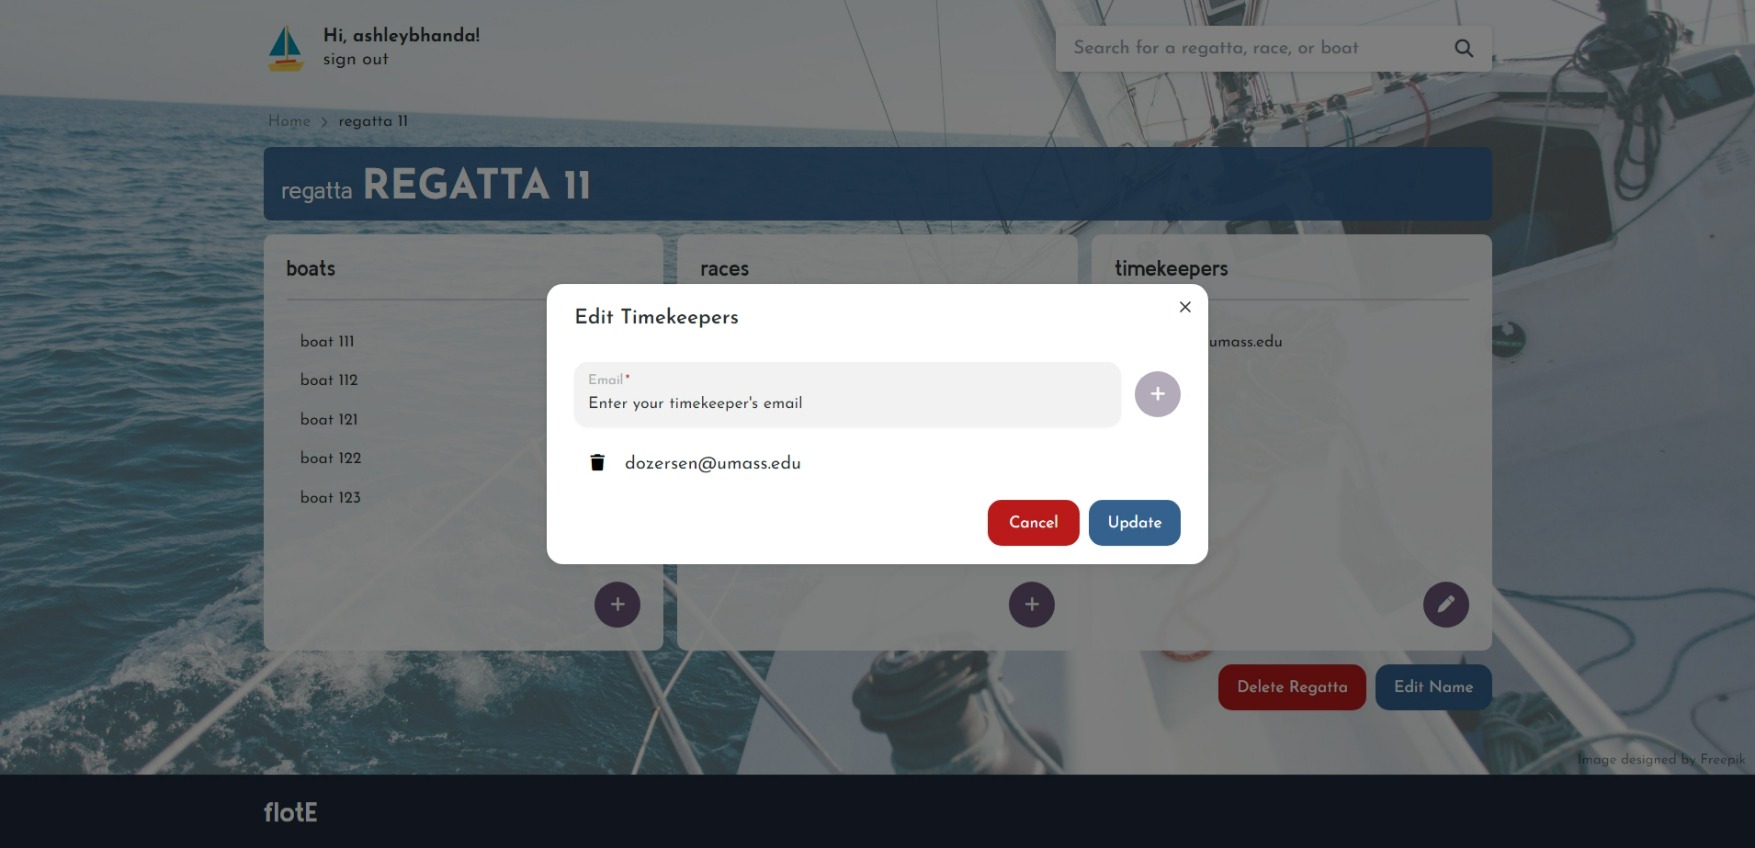 Hi, ashleybhanda!
sign out
Search for a regatta, race, or boat
Home > regatta 11
regatta REGATTA 11
boats
races
timekeepers
boat 111
boat 112
boat 121
boat 122
boat 123
umass.edu
Edit Timekeepers
Email*
Enter your timekeeper's email
dozersen@umass.edu
Cancel
Update
Delete Regatta
Edit Name
Image designed by Freepik
flotE